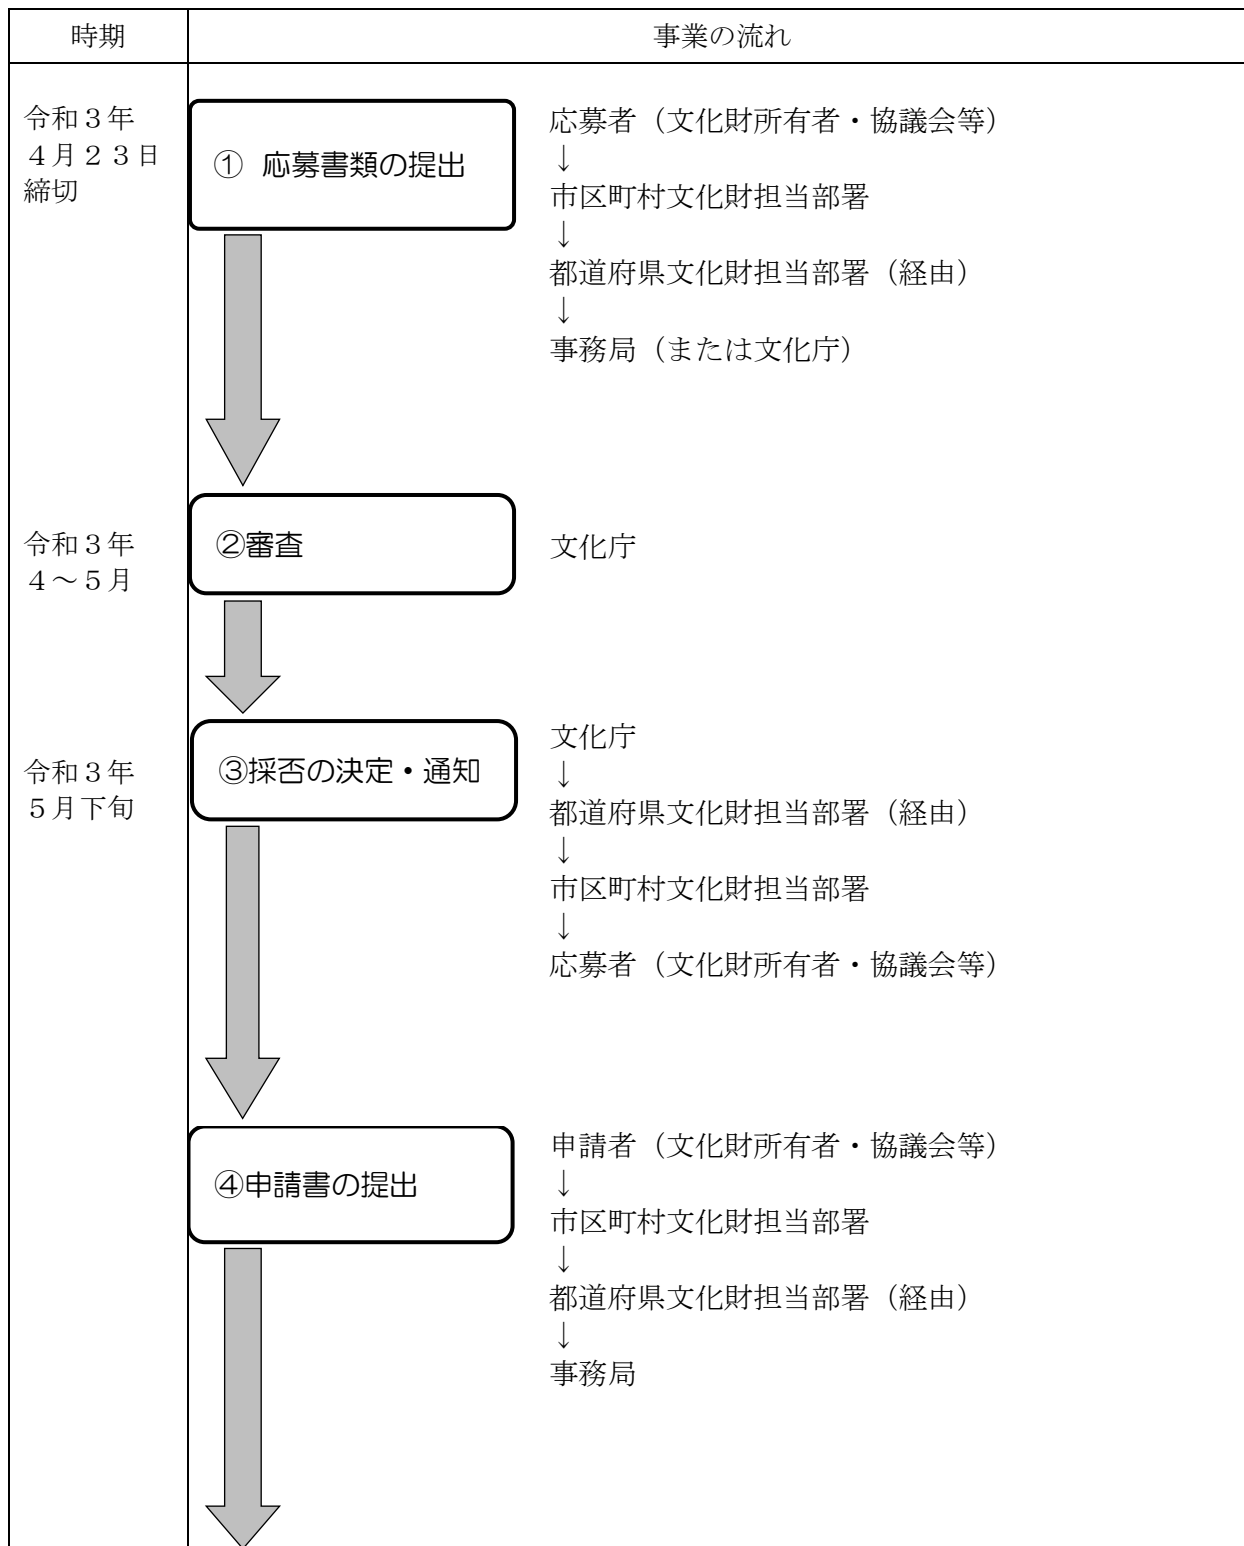 時期
事業の流れ
令和３年
４月２３日
締切
① 応募書類の提出
応募者（文化財所有者・協議会等）
↓
市区町村文化財担当部署
↓
都道府県文化財担当部署（経由）
↓
事務局（または文化庁）
令和３年
４～５月
②審査
文化庁
令和３年
５月下旬
③採否の決定・通知
文化庁
↓
都道府県文化財担当部署（経由）
↓
市区町村文化財担当部署
↓
応募者（文化財所有者・協議会等）
④申請書の提出
申請者（文化財所有者・協議会等）
↓
市区町村文化財担当部署
↓
都道府県文化財担当部署（経由）
↓
事務局